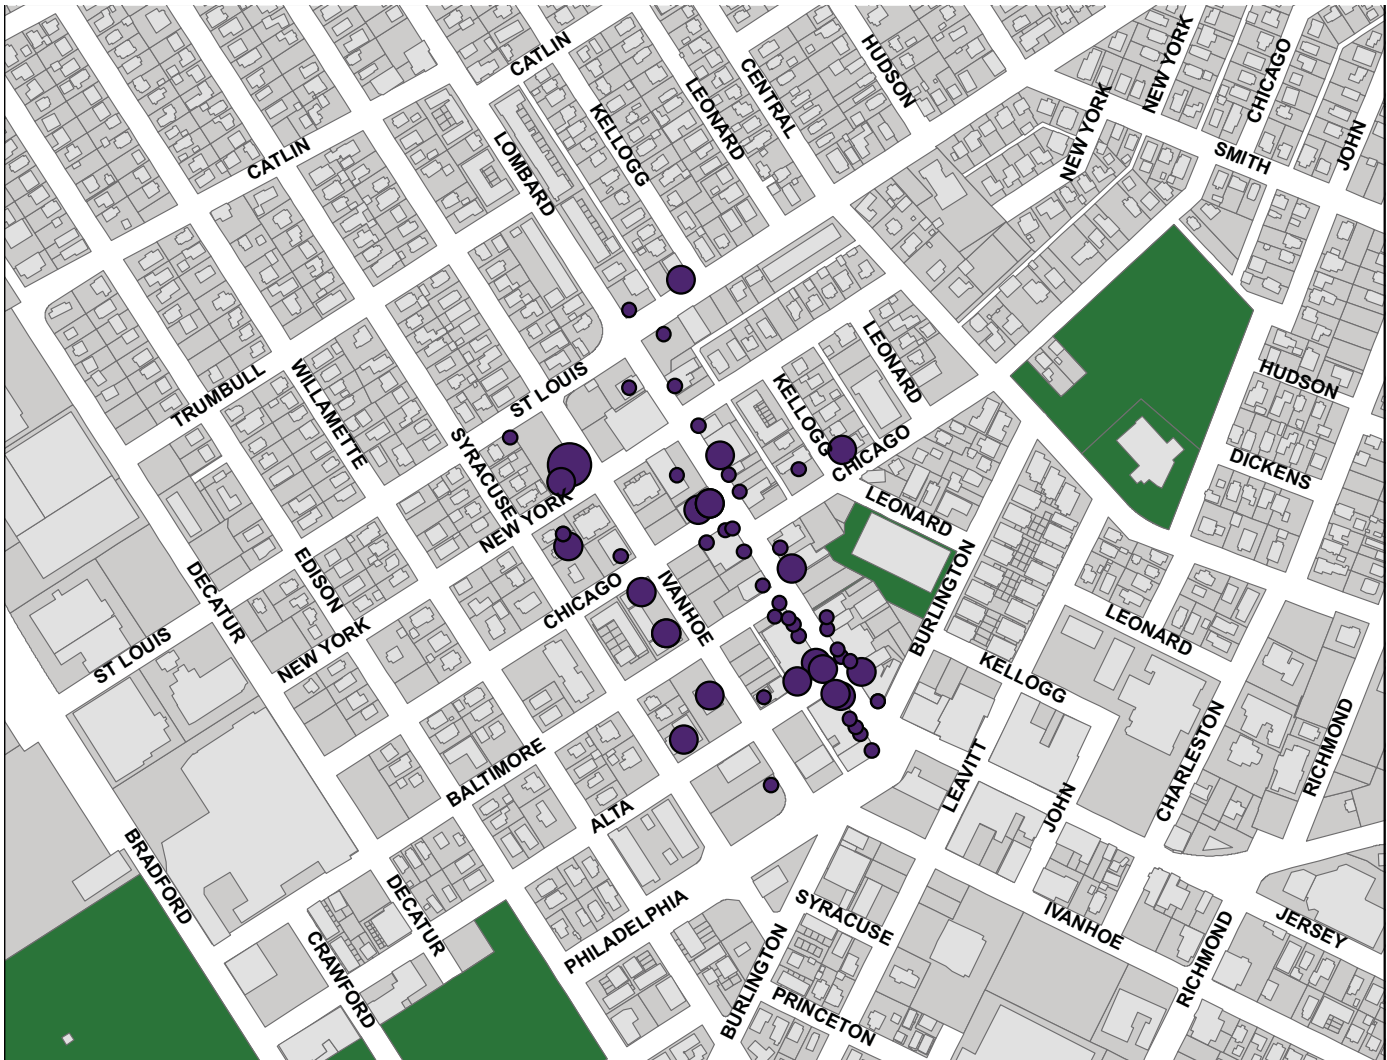 NEW YORK
CATLIN
HUDSON
CHICAGO
CENTRAL
LEONARD
KELLOGG
NEW YORK
JOHN
SMITH
CATLIN
LOMBARD
LEONARD
HUDSON
TRUMBULL
WILLAMETTE
ST LOUIS
KELLOGG
CHICAGO
DICKENS
SYRACUSE
NEW YORK
LEONARD
EDISON
DECATUR
IVANHOE
CHICAGO
BURLINGTON
LEONARD
ST LOUIS
NEW YORK
KELLOGG
BALTIMORE
LEAVITT
CHARLESTON
RICHMOND
ALTA
JOHN
BRADFORD
DECATUR
PHILADELPHIA
SYRACUSE
IVANHOE
JERSEY
CRAWFORD
BURLINGTON
RICHMOND
PRINCETON